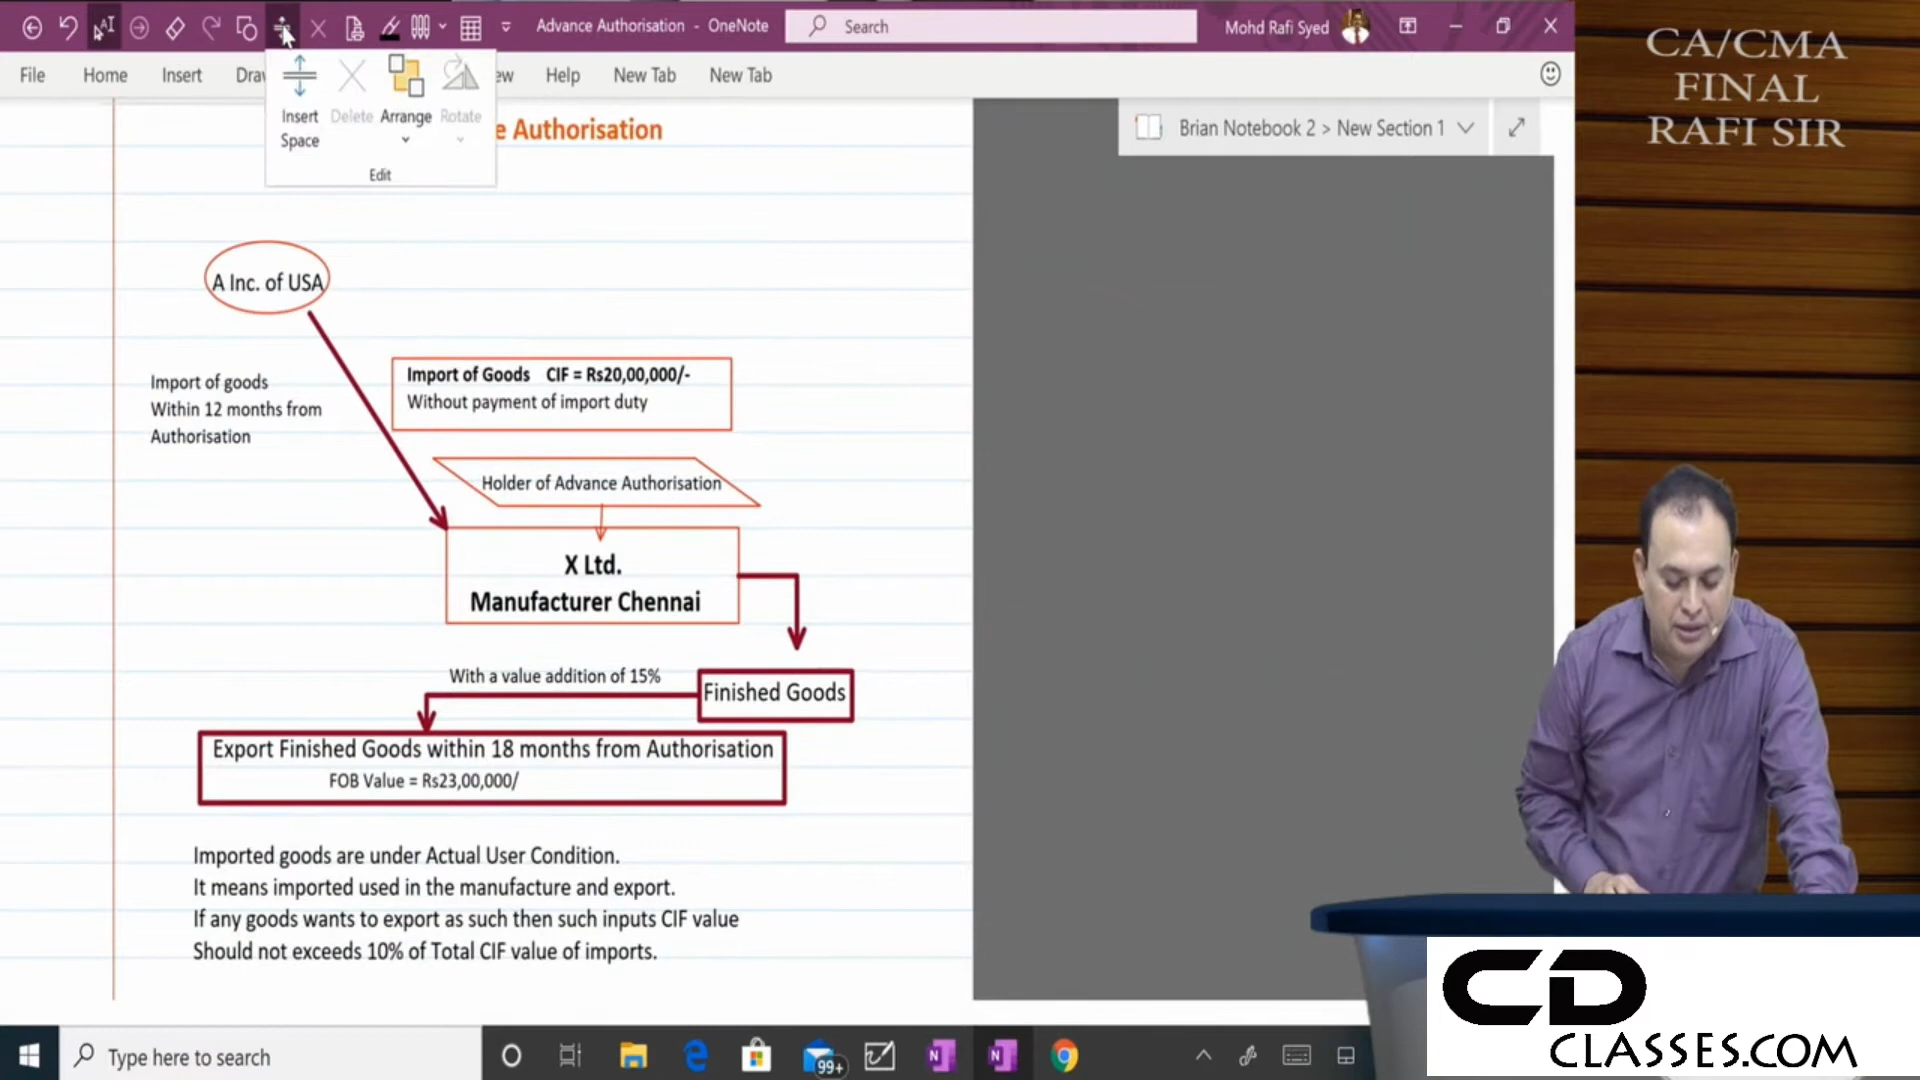 Advance Authorisation - OneNote
Search
Mohd Rafi Syed
File
Home
Insert
Dra
ew
Help
New Tab
New Tab
Insert Space
Delete
Arrange
Rotate
Edit
e Authorisation
Brian Notebook 2 > New Section 1
CA/CMA
FINAL
RAFI SIR
A Inc. of USA
Import of goods
Within 12 months from
Authorisation
Import of Goods CIF = Rs20,00,000/-
Without payment of import duty
Holder of Advance Authorisation
X Ltd.
Manufacturer Chennai
With a value addition of 15%
Finished Goods
Export Finished Goods within 18 months from Authorisation
FOB Value = Rs23,00,000/
Imported goods are under Actual User Condition.
It means imported used in the manufacture and export.
If any goods wants to export as such then such inputs CIF value
Should not exceeds 10% of Total CIF value of imports.
Type here to search
99+
CD
CLASSES.COM